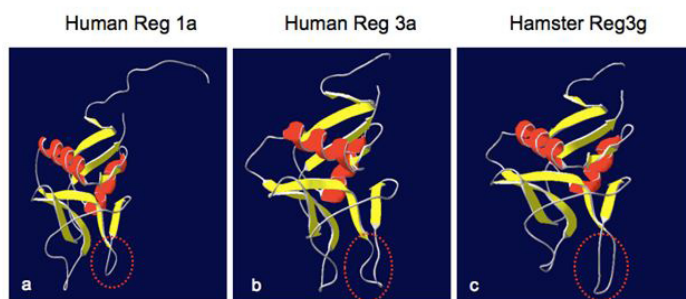 Human Reg 1a
Human Reg 3a
Hamster Reg3g
a
b
c